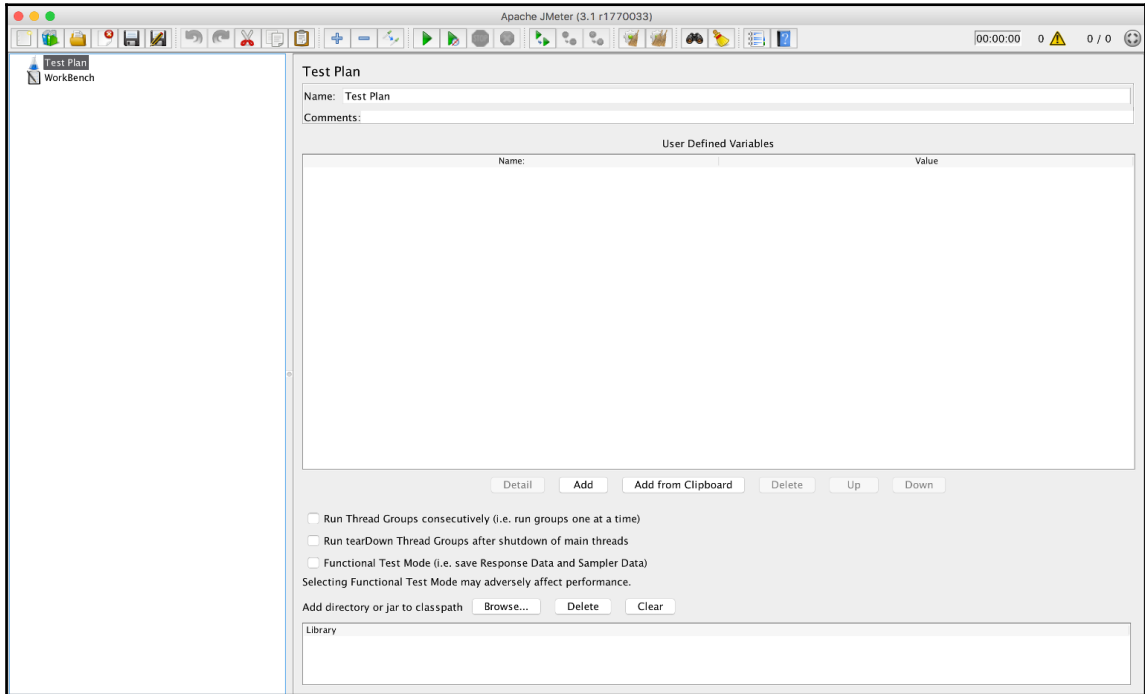 Apache JMeter (3.1 r1770033)
00:00:00 0 0 / 0
Test Plan
WorkBench
Test Plan
Name: Test Plan
Comments:
User Defined Variables
Name: Value
Detail Add Add from Clipboard Delete Up Down
Run Thread Groups consecutively (i.e. run groups one at a time)
Run tearDown Thread Groups after shutdown of main threads
Functional Test Mode (i.e. save Response Data and Sampler Data)
Selecting Functional Test Mode may adversely affect performance.
Add directory or jar to classpath Browse... Delete Clear
Library